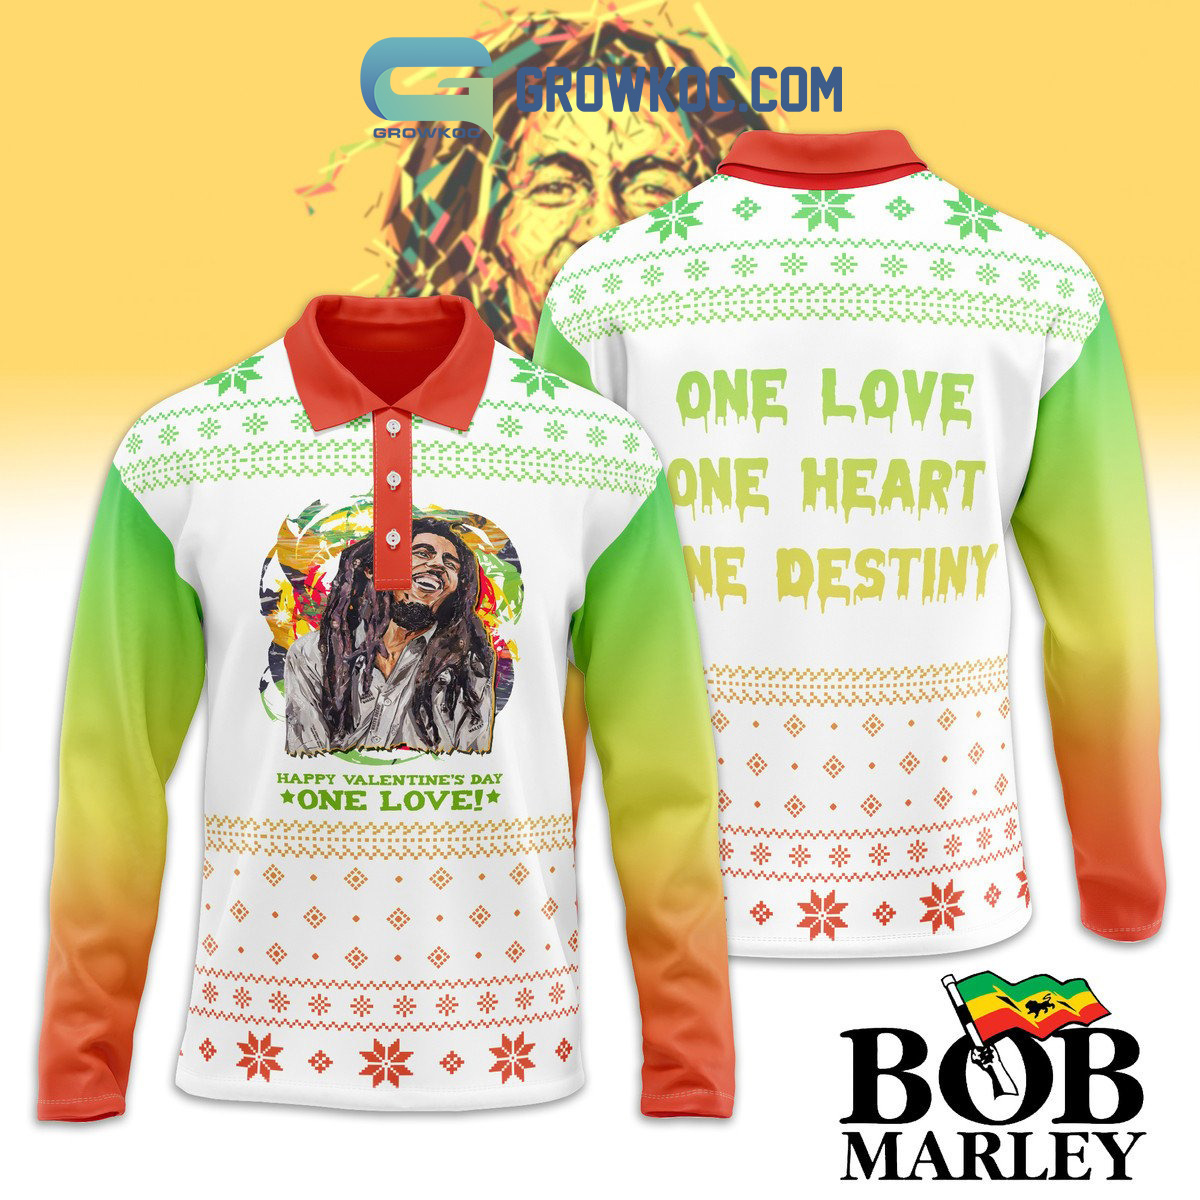 GROWKOC
GROWKOC.COM
ONE LOVE
ONE HEART
NE DESTINY
HAPPY VALENTINE'S DAY
ONE LOVE!
BOB
MARLEY